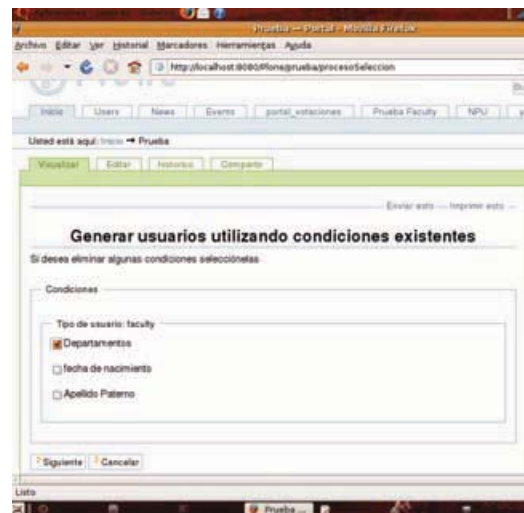 Prueba — Portal - Mozilla Firefox
Archivo Editar Ver Historial Marcadores Herramientas Ayuda
http://localhost:8080/Plone/prueba/procesoSeleccion
Inicio Users News Events portal_votaciones Prueba Faculty NPU
Usted está aquí: Inicio → Prueba
Visualizar Editar historico Compartir
Enviar esto — Imprimir esto —
Generar usuarios utilizando condiciones existentes
Si desea eliminar algunas condiciones selecciónelas
Condiciones
Tipo de usuario: faculty
Departamentos
fecha de nacimiento
Apellido Paterno
Siguiente Cancelar
Listo
Prueba ...